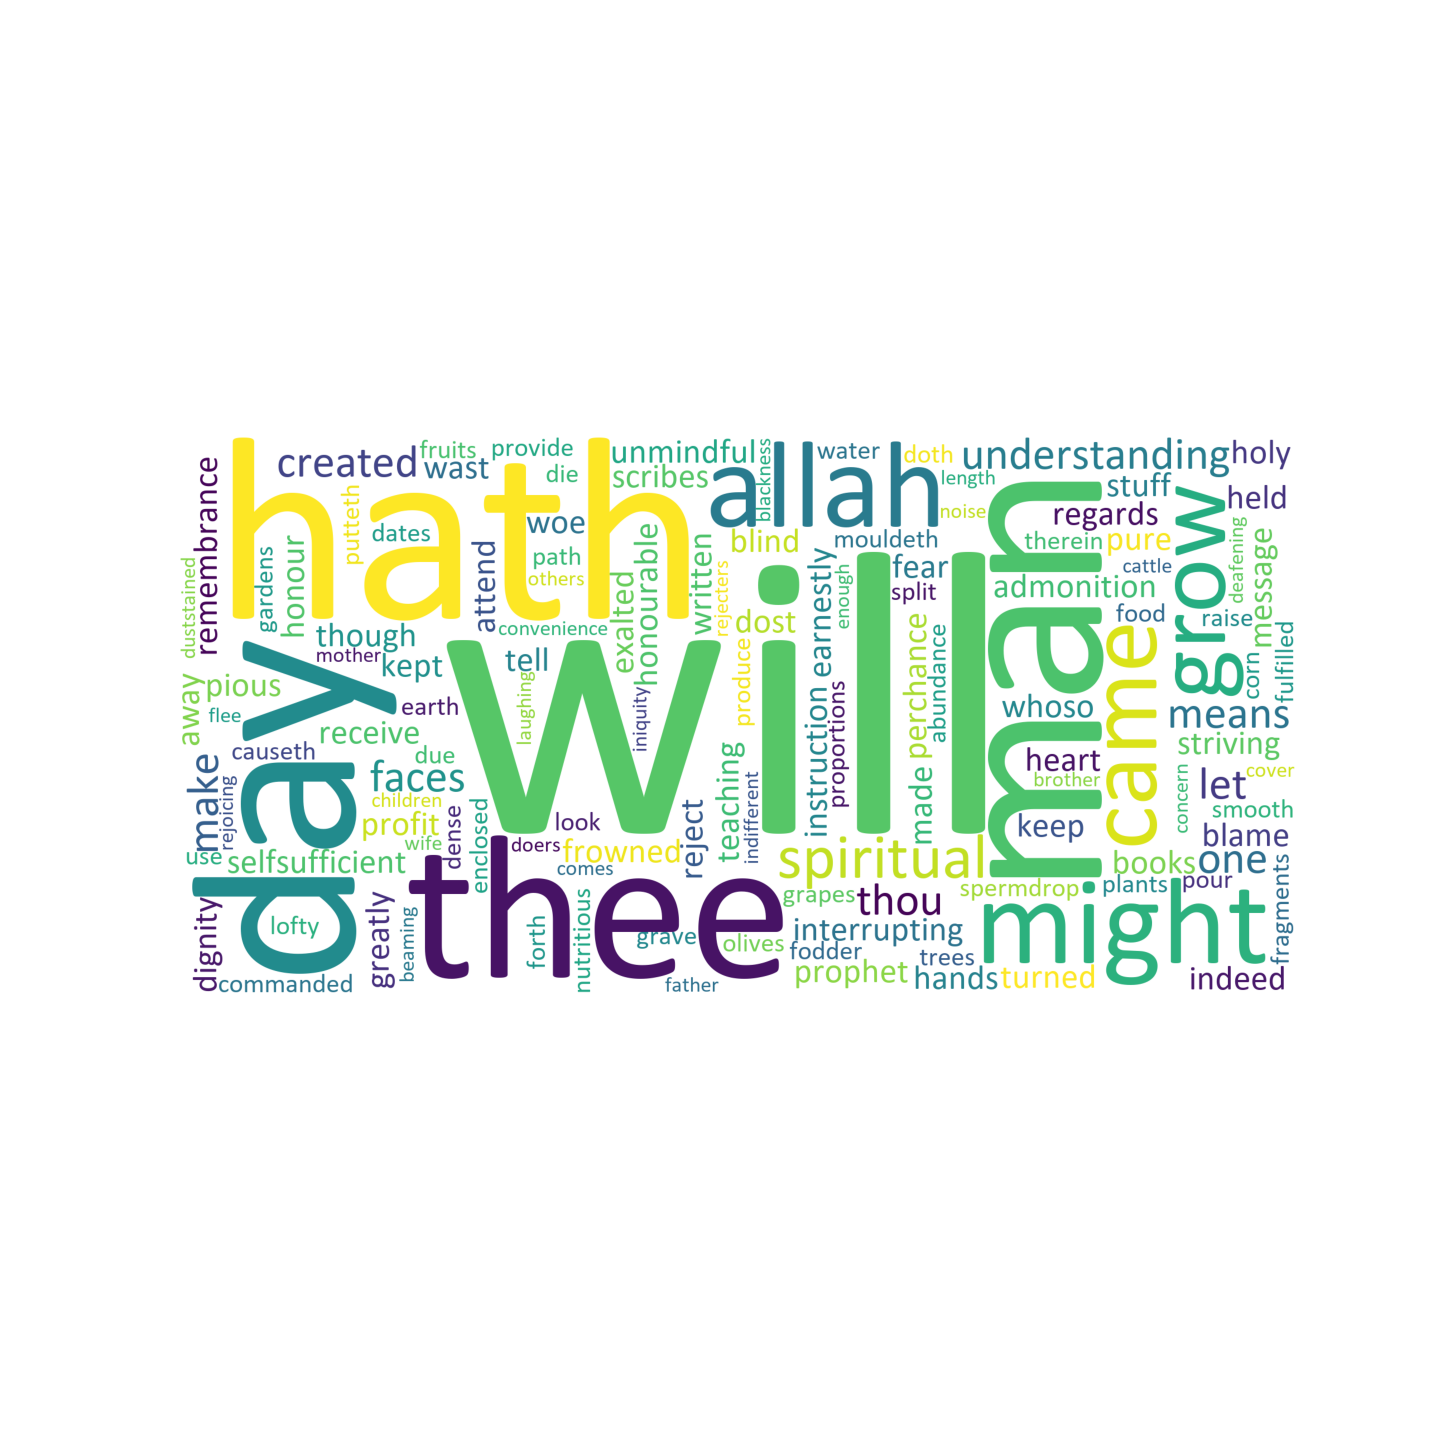 will
hath
man
day
thee
allah
might
grow
came
spiritual
understanding
created
wast
fruits
provide
die
unmindful
scribes
blackness
water
doth
length
noise
holy
stuff
held
regards
therein
pure
cattle
deafening
message
remembrance
putteth
dates
woe
path
others
attend
convenience
honourable
exalted
written
rejecters
blind
dost
mouldeth
fear
split
enough
earnestly
instruction
admonition
food
raise
corn
fulfilled
duststained
gardens
honour
though
mother
kept
tell
laughing
iniquity
produce
proportions
perchance
abundance
whoso
means
striving
away
pious
flee
earth
receive
causeth
due
faces
children
profit
wife
dense
enclosed
look
doers
frowned
comes
reject
teaching
indifferent
made
heart
brother
keep
concern
let
cover
smooth
blame
make
rejoicing
use
selfsufficient
books
one
plants
pour
fragments
spermdrop
grapes
thou
interrupting
olives
fodder
trees
prophet
hands
turned
indeed
dignity
lofty
commanded
greatly
beaming
forth
nutritious
grave
father